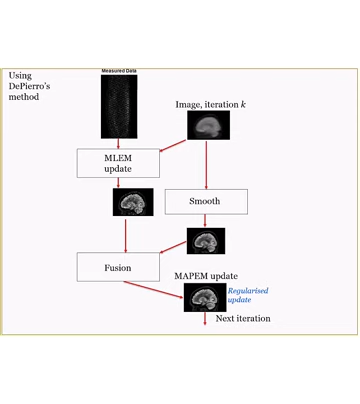 Using
DePierro's
method
Measured Data
Image, iteration k
MLEM
update
Smooth
Fusion
MAPEM update
Regularised
update
Next iteration